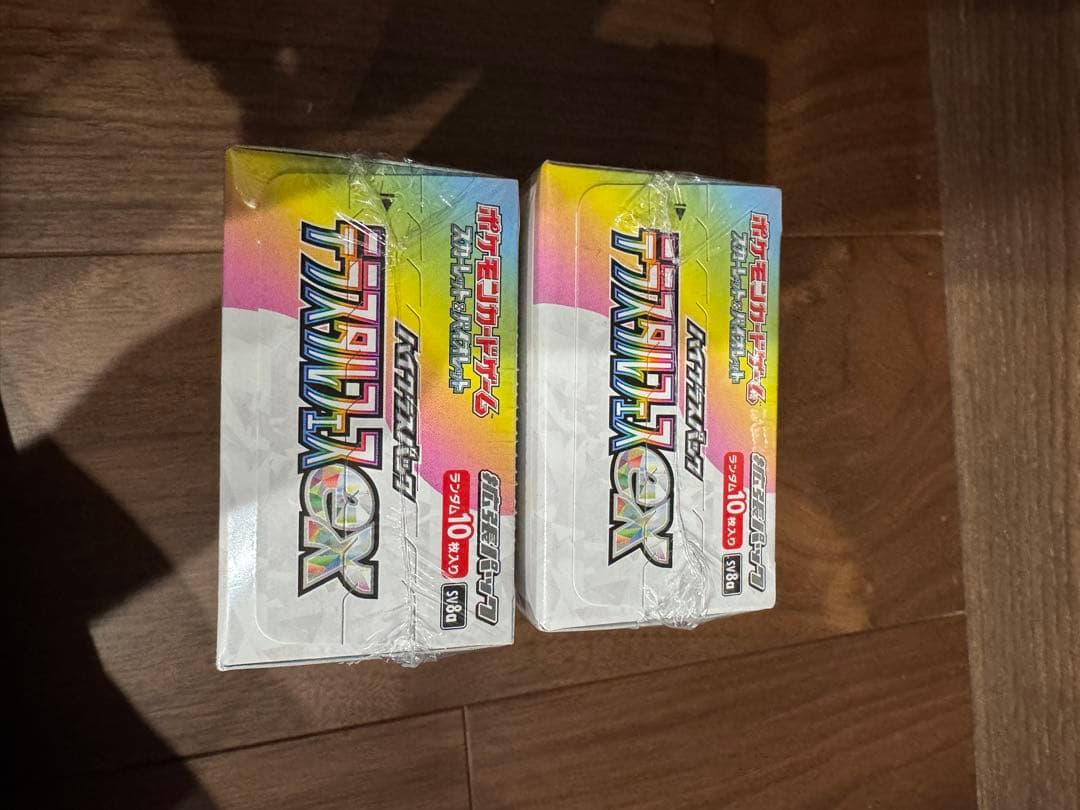 ポケモンカードゲーム
スカーレット&バイオレット
拡張パック
ハイクラスパック
ランダム10枚入り
sv8a
テラスタルフェスex
ポケモンカードゲーム
スカーレット&バイオレット
拡張パック
ハイクラスパック
ランダム10枚入り
sv8a
テラスタルフェスex